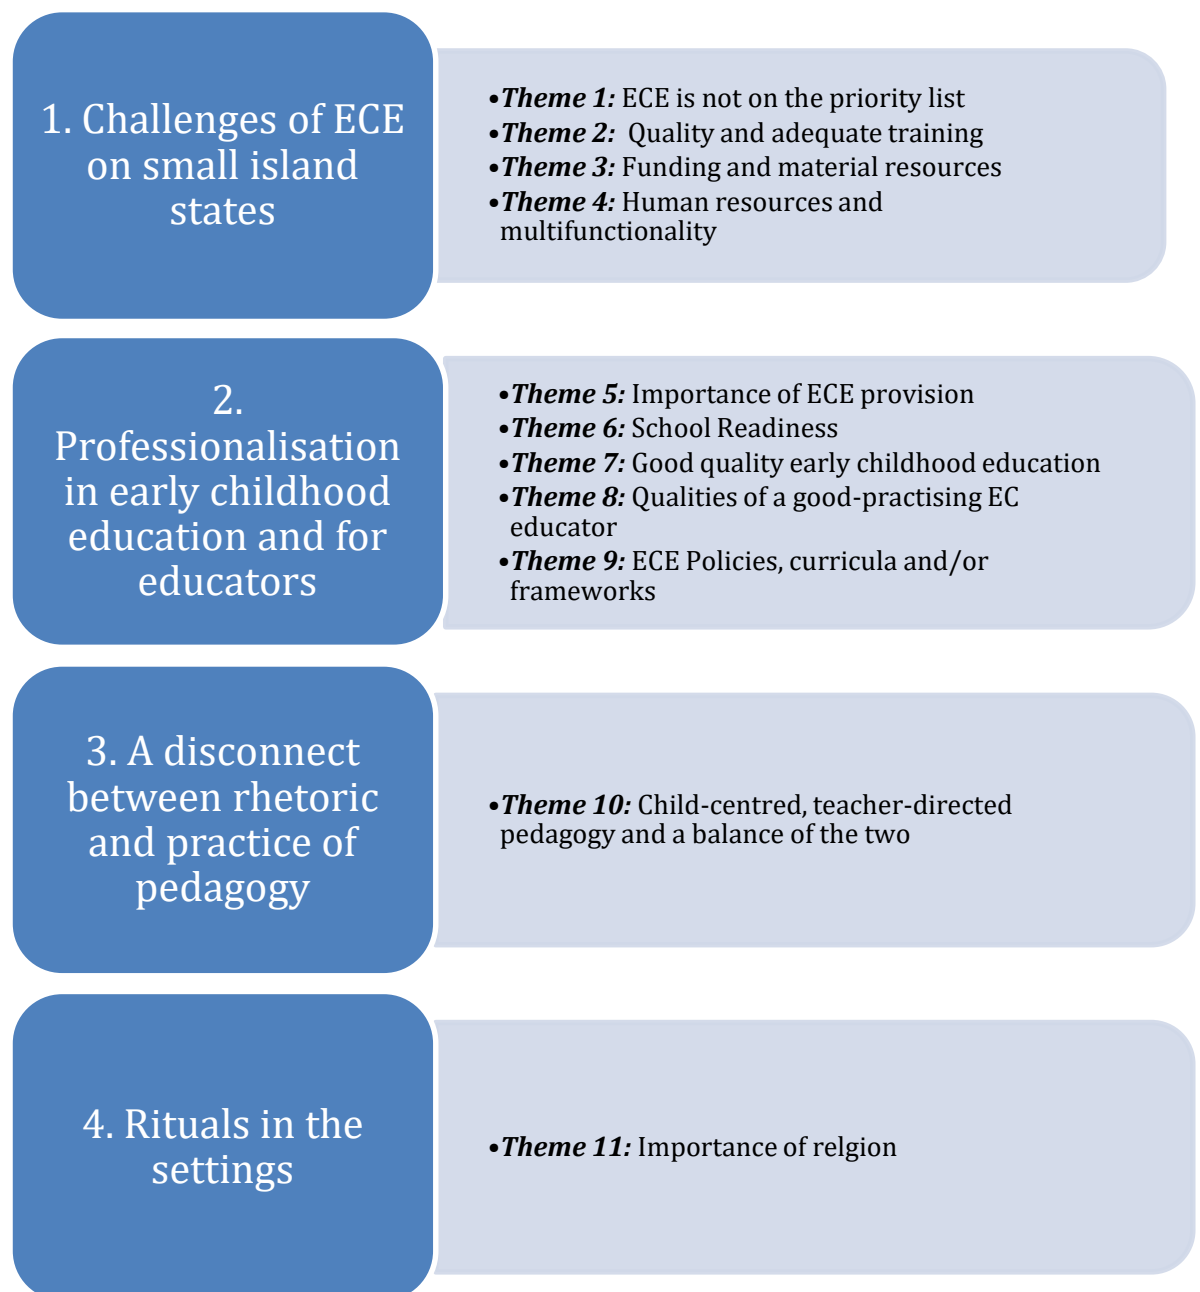 1. Challenges of ECE
on small island
states
•Theme 1: ECE is not on the priority list
•Theme 2:  Quality and adequate training
•Theme 3: Funding and material resources
•Theme 4: Human resources and
multifunctionality
2.
Professionalisation
in early childhood
education and for
educators
•Theme 5: Importance of ECE provision
•Theme 6: School Readiness
•Theme 7: Good quality early childhood education
•Theme 8: Qualities of a good-practising EC
educator
•Theme 9: ECE Policies, curricula and/or
frameworks
3. A disconnect
between rhetoric
and practice of
pedagogy
•Theme 10: Child-centred, teacher-directed
pedagogy and a balance of the two
4. Rituals in the
settings
•Theme 11: Importance of relgion